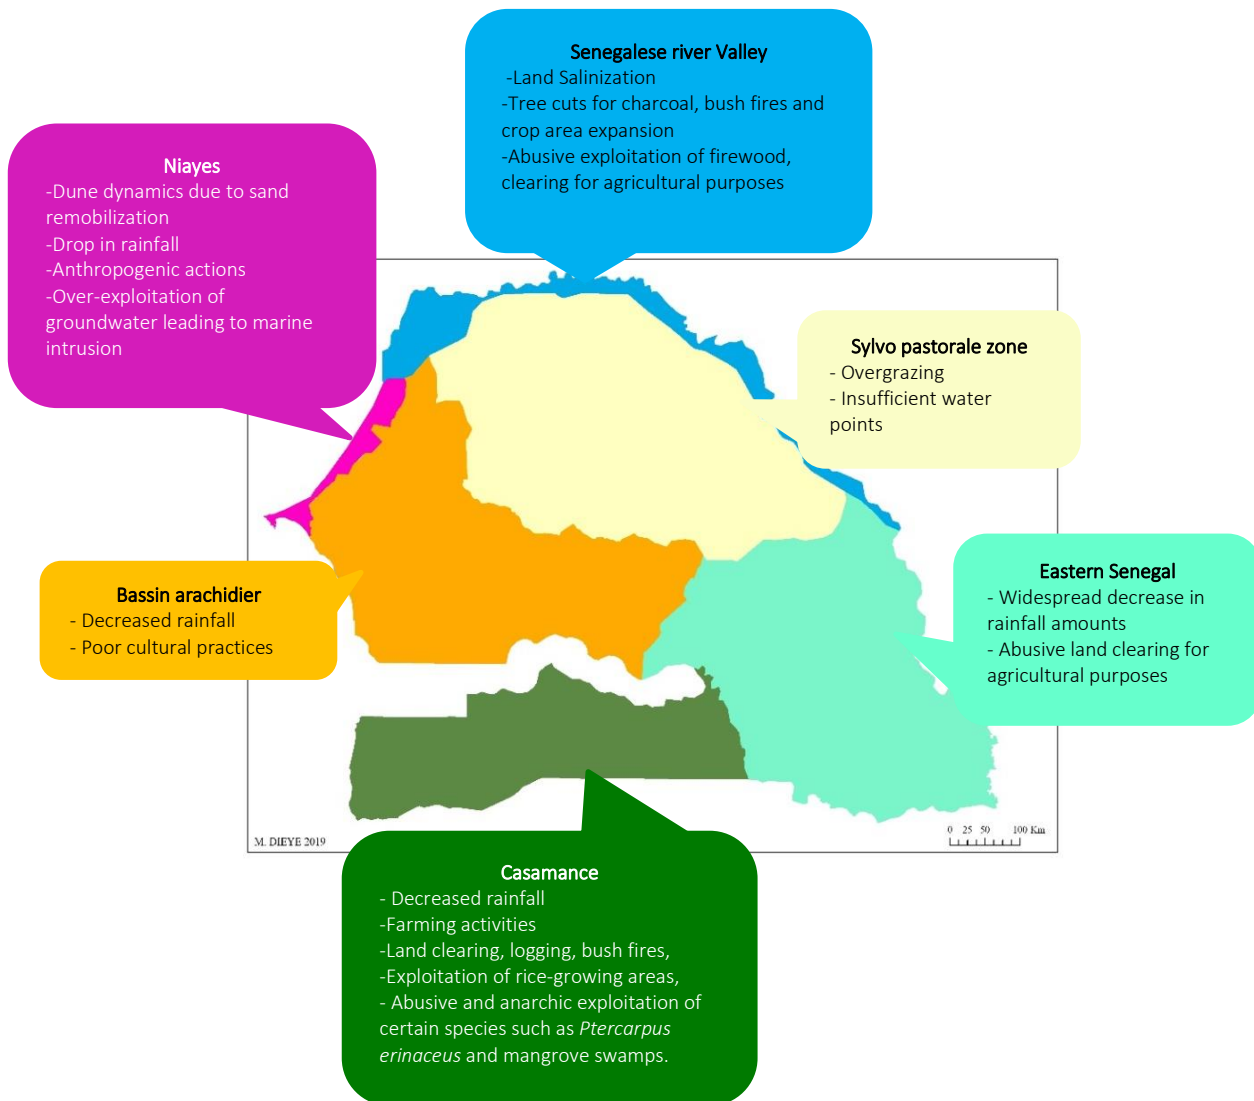 Senegalese river Valley
-Land Salinization
-Tree cuts for charcoal, bush fires and
crop area expansion
-Abusive exploitation of firewood,
clearing for agricultural purposes
Niayes
-Dune dynamics due to sand
remobilization
-Drop in rainfall
-Anthropogenic actions
-Over-exploitation of
groundwater leading to marine
intrusion
Sylvo pastorale zone
- Overgrazing
- Insufficient water
points
Bassin arachidier
- Decreased rainfall
- Poor cultural practices
Eastern Senegal
- Widespread decrease in
rainfall amounts
- Abusive land clearing for
agricultural purposes
0 25 50 100 Km
M. DIEYE 2019
Casamance
- Decreased rainfall
-Farming activities
-Land clearing, logging, bush fires,
-Exploitation of rice-growing areas,
- Abusive and anarchic exploitation of
certain species such as Ptercarpus
erinaceus and mangrove swamps.